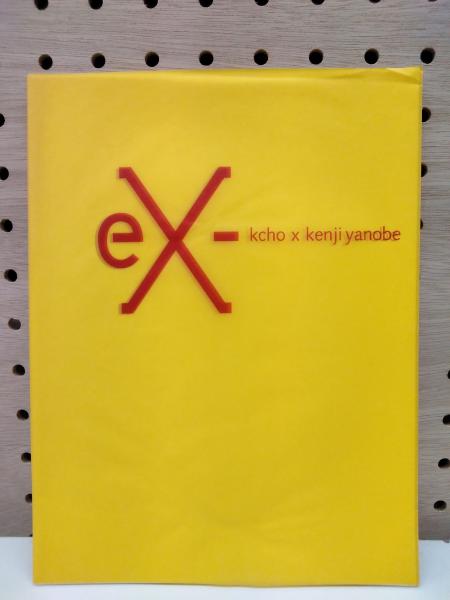 eX- kcho x kenji yanobe